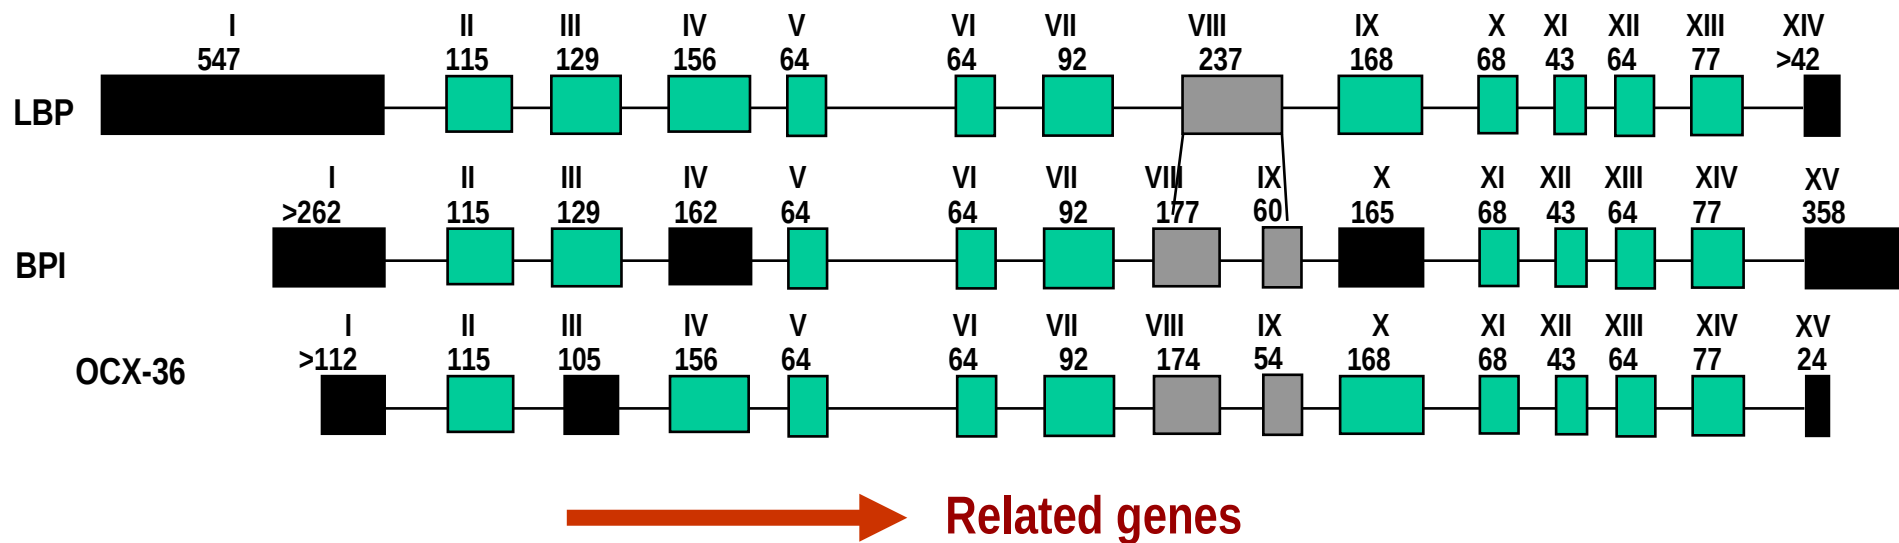 I II III IV V VI VII VIII IX X XI XII XIII XIV
547 115 129 156 64 64 92 237 168 68 43 64 77 >42
LBP
I II III IV V VI VII VIII IX X XI XII XIII XIV XV
>262 115 129 162 64 64 92 177 60 165 68 43 64 77 358
BPI
I II III IV V VI VII VIII IX X XI XII XIII XIV XV
>112 115 105 156 64 64 92 174 54 168 68 43 64 77 24
OCX-36
Related genes